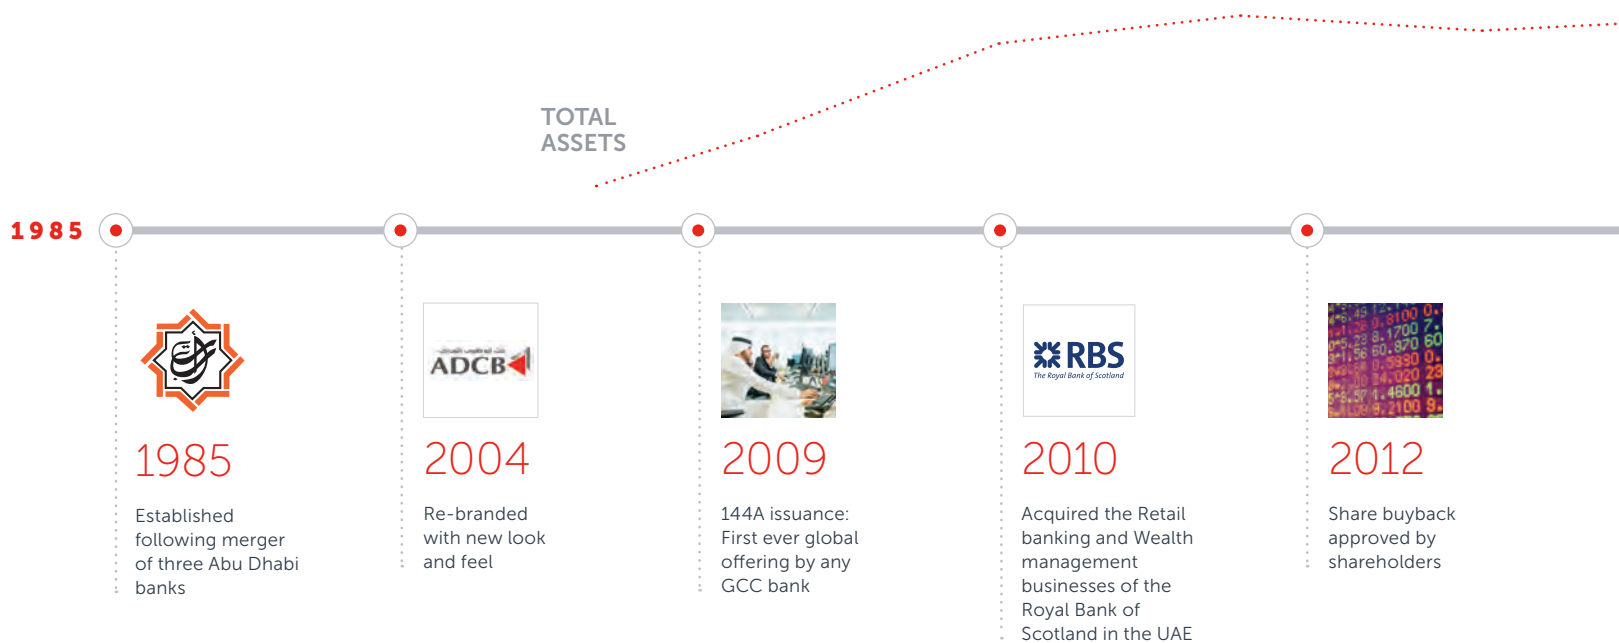 TOTAL
ASSETS
1985
ADCB
RBS
The Royal Bank of Scotland
1985
Established
following merger
of three Abu Dhabi
banks
2004
Re-branded
with new look
and feel
2009
144A issuance:
First ever global
offering by any
GCC bank
2010
Acquired the Retail
banking and Wealth
management
businesses of the
Royal Bank of
Scotland in the UAE
2012
Share buyback
approved by
shareholders